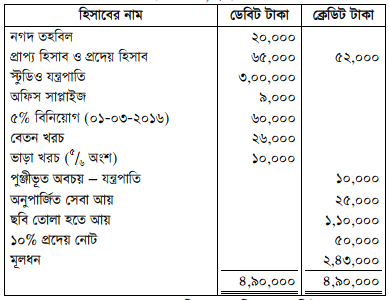 হিসাবের নাম ডেবিট টাকা ক্রেডিট টাকা
নগদ তহবিল ২০,০০০
প্রাপ্য হিসাব ও প্রদেয় হিসাব ৬৫,০০০ ৫২,০০০
স্টুডিও যন্ত্রপাতি ৩,০০,০০০
অফিস সাপ্লাইজ ৯,০০০
৫% বিনিয়োগ (০১-০৩-২০১৬) ৬০,০০০
বেতন খরচ ২৬,০০০
ভাড়া খরচ (৫/৬ অংশ) ১০,০০০
পুঞ্জীভূত অবচয় – যন্ত্রপাতি ১০,০০০
অনুপার্জিত সেবা আয় ২৫,০০০
ছবি তোলা হতে আয় ১,১০,০০০
১০% প্রদেয় নোট ৫০,০০০
মূলধন ২,৪৩,০০০
৪,৯০,০০০ ৪,৯০,০০০